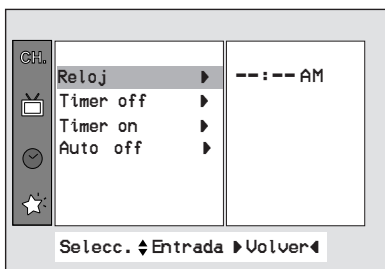 CH.
Reloj
--:-- AM
Timer off
Timer on
Auto off
Selecc. Entrada Volver